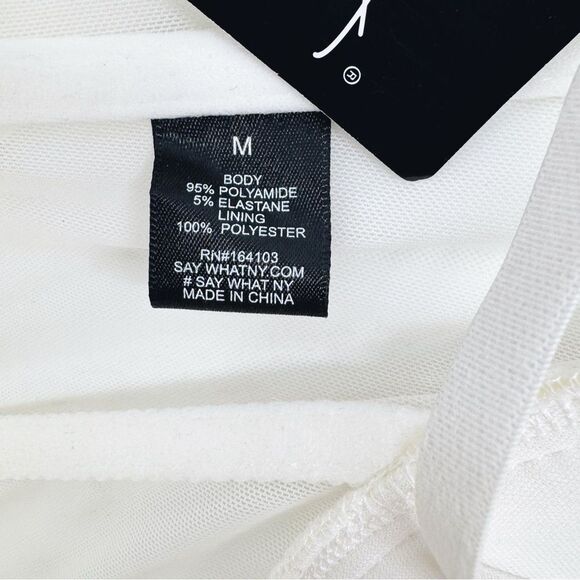 ®
M
BODY
95% POLYAMIDE
5% ELASTANE
LINING
100% POLYESTER
RN#164103
SAY WHATNY.COM
# SAY WHAT NY
MADE IN CHINA